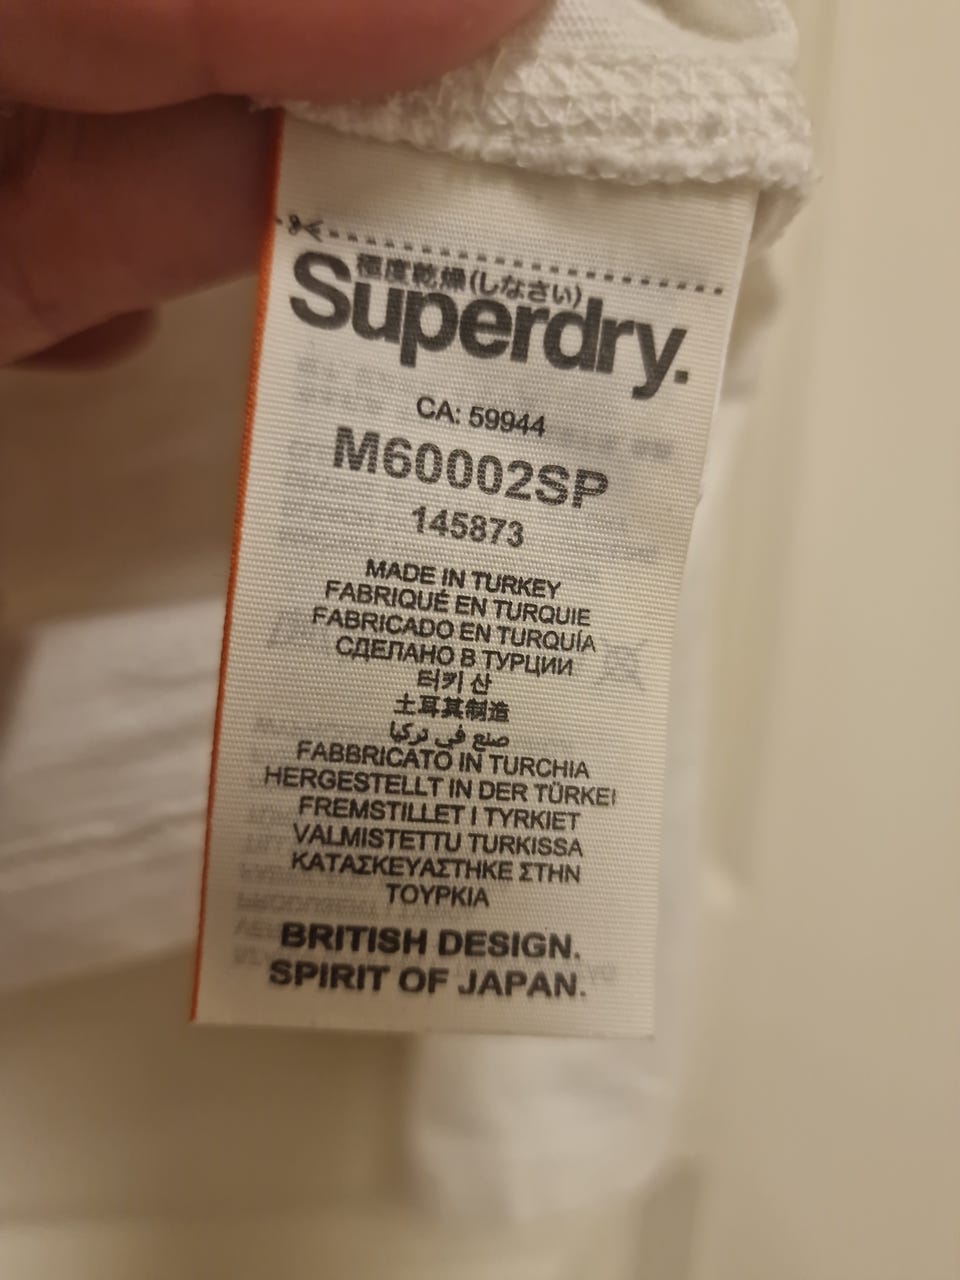 極度乾燥(しなさい)
Superdry.
CA: 59944
M60002SP
145873
MADE IN TURKEY
FABRIQUÉ EN TURQUIE
FABRICADO EN TURQUÍA
СДЕЛАНО В ТУРЦИИ
터키 산
土耳其制造
صنع في تركيا
FABBRICATO IN TURCHIA
HERGESTELLT IN DER TÜRKEI
FREMSTILLET I TYRKIET
VALMISTETTU TURKISSA
ΚΑΤΑΣΚΕΥΑΣΤΗΚΕ ΣΤΗΝ
ΤΟΥΡΚΙΑ
BRITISH DESIGN.
SPIRIT OF JAPAN.